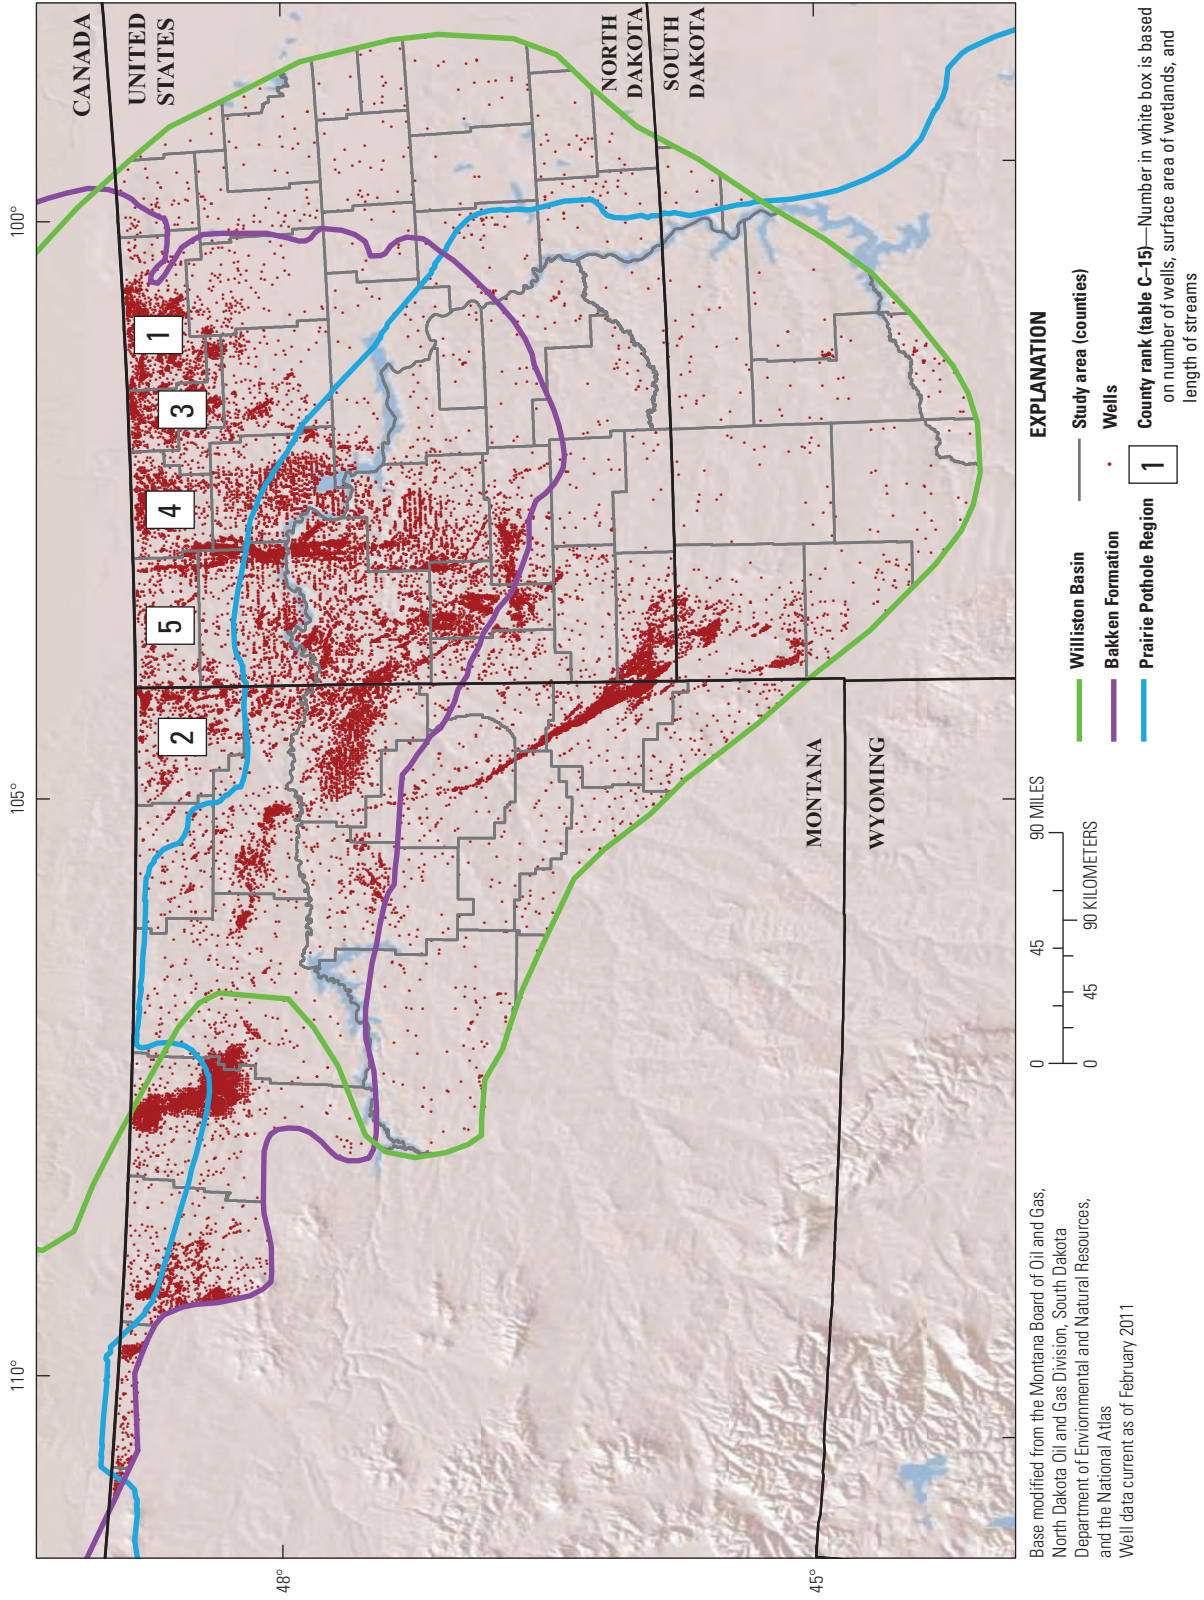 110°
105°
100°
48°
45°
CANADA
UNITED
STATES
NORTH
DAKOTA
SOUTH
DAKOTA
MONTANA
WYOMING
2
5
4
3
1
Base modified from the Montana Board of Oil and Gas,
North Dakota Oil and Gas Division, South Dakota
Department of Enviornmental and Natural Resources,
and the National Atlas
Well data current as of February 2011
0 45 90 MILES
0 45 90 KILOMETERS
EXPLANATION
Williston Basin
Bakken Formation
Prairie Pothole Region
Study area (counties)
Wells
1
County rank (table C–15)—Number in white box is based
on number of wells, surface area of wetlands, and
length of streams